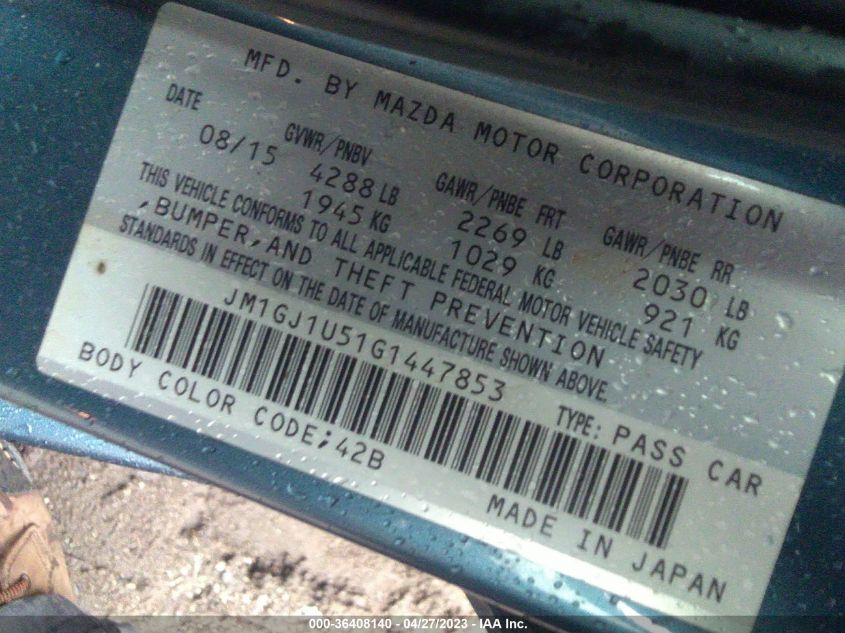 MFD. BY MAZDA MOTOR CORPORATION
DATE GVWR/PNBV GAWR/PNBE FRT GAWR/PNBE RR
08/15 4288 LB 2269 LB 2030 LB
1945 KG 1029 KG 921 KG
THIS VEHICLE CONFORMS TO ALL APPLICABLE FEDERAL MOTOR VEHICLE SAFETY
,BUMPER, AND THEFT PREVENTION
STANDARDS IN EFFECT ON THE DATE OF MANUFACTURE SHOWN ABOVE.
JM1GJ1U51G1447853 TYPE: PASS CAR
BODY COLOR CODE;42B MADE IN JAPAN
000-36408140 - 04/27/2023 - IAA Inc.